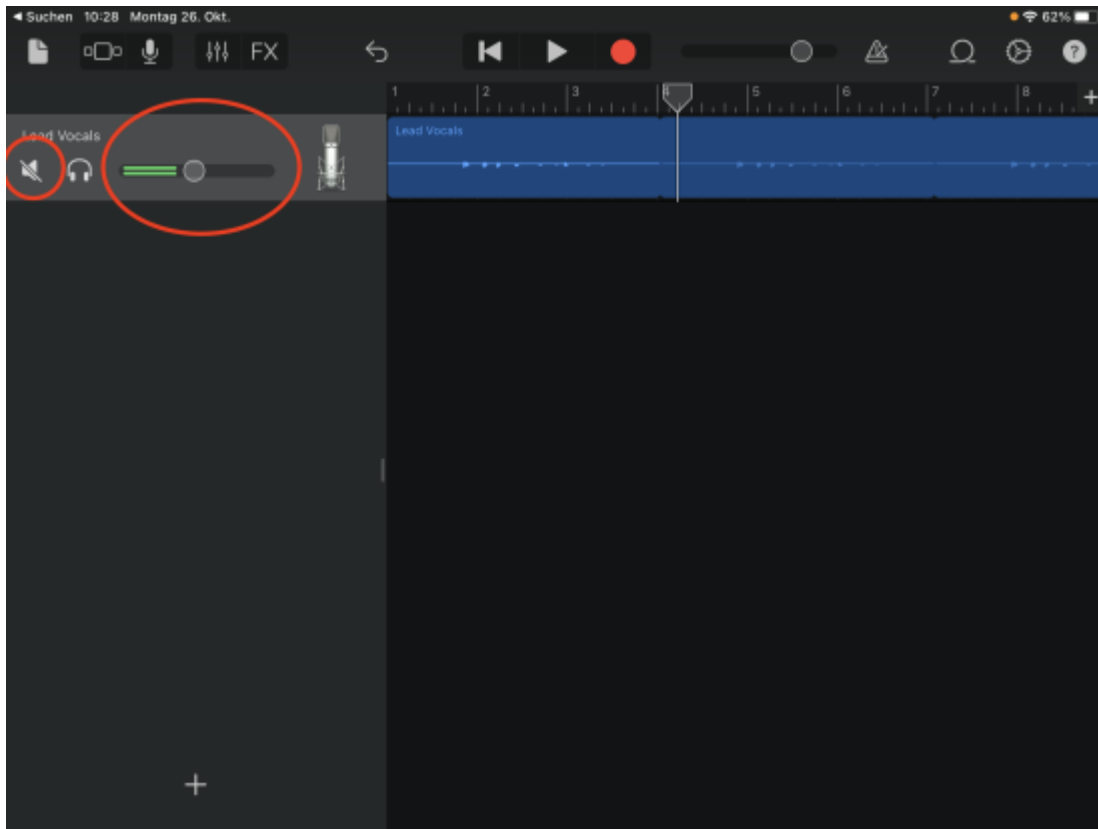 ◀ Suchen 10:28 Montag 26. Okt. 62%
FX ?
1 2 3 4 5 6 7 8 +
Lead Vocals
Lead Vocals
+